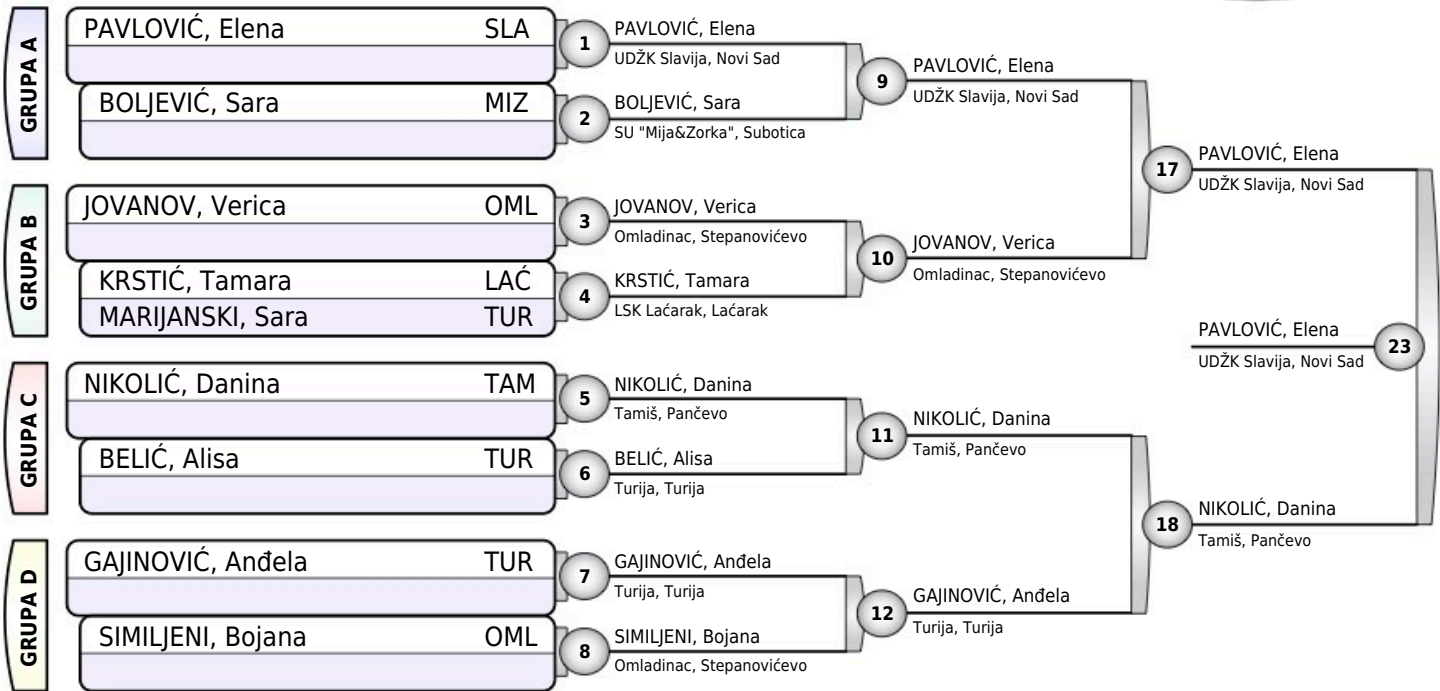 GRUPA A
PAVLOVIĆ, Elena SLA
BOLJEVIĆ, Sara MIZ
GRUPA B
JOVANOV, Verica OML
KRSTIĆ, Tamara LAĆ
MARIJANSKI, Sara TUR
GRUPA C
NIKOLIĆ, Danina TAM
BELIĆ, Alisa TUR
GRUPA D
GAJINOVIĆ, Anđela TUR
SIMILJENI, Bojana OML
1
PAVLOVIĆ, Elena
UDŽK Slavija, Novi Sad
2
BOLJEVIĆ, Sara
SU "Mija&Zorka", Subotica
3
JOVANOV, Verica
Omladinac, Stepanovićevo
4
KRSTIĆ, Tamara
LSK Laćarak, Laćarak
5
NIKOLIĆ, Danina
Tamiš, Pančevo
6
BELIĆ, Alisa
Turija, Turija
7
GAJINOVIĆ, Anđela
Turija, Turija
8
SIMILJENI, Bojana
Omladinac, Stepanovićevo
9
PAVLOVIĆ, Elena
UDŽK Slavija, Novi Sad
10
JOVANOV, Verica
Omladinac, Stepanovićevo
11
NIKOLIĆ, Danina
Tamiš, Pančevo
12
GAJINOVIĆ, Anđela
Turija, Turija
17
PAVLOVIĆ, Elena
UDŽK Slavija, Novi Sad
18
NIKOLIĆ, Danina
Tamiš, Pančevo
PAVLOVIĆ, Elena
UDŽK Slavija, Novi Sad
23